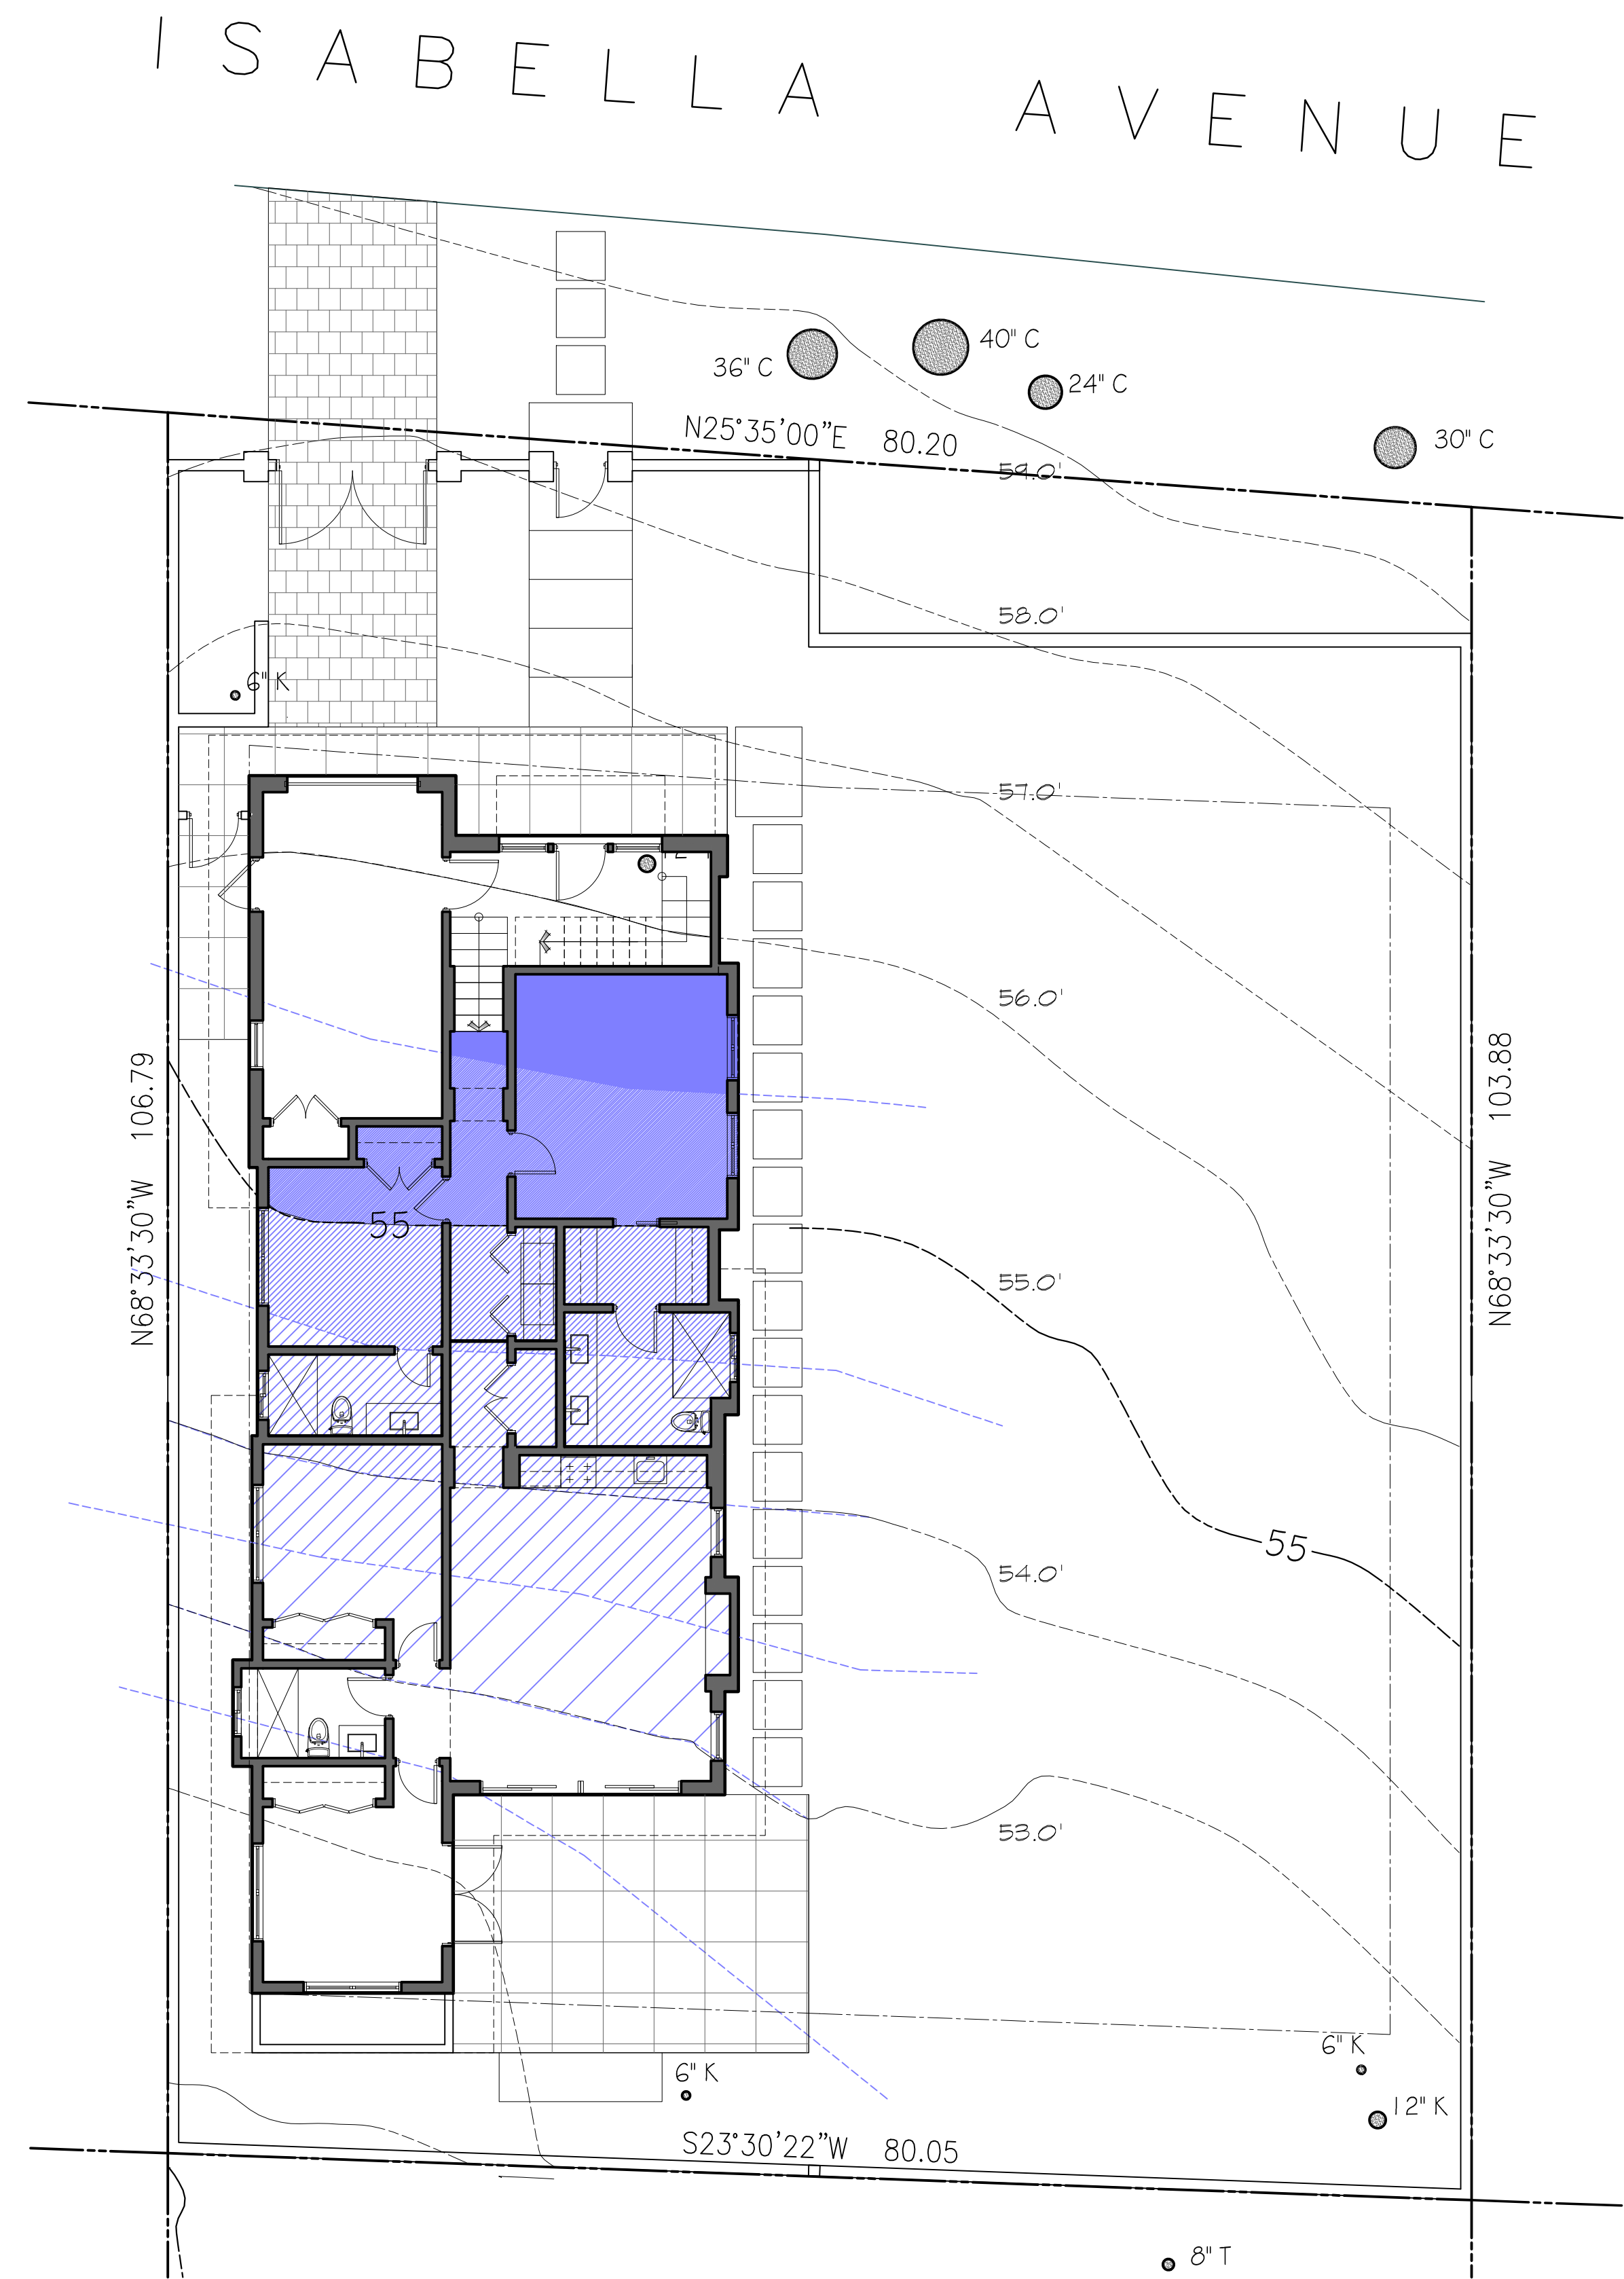 ISABELLA AVENUE
40" C
36" C
24" C
N25°35'00"E 80.20
30" C
59.0'
58.0'
6" K
57.0'
56.0'
N68°33'30"W 106.79
N68°33'30"W 103.88
55
55.0'
55
54.0'
53.0'
6" K
6" K
12" K
S23°30'22"W 80.05
8" T